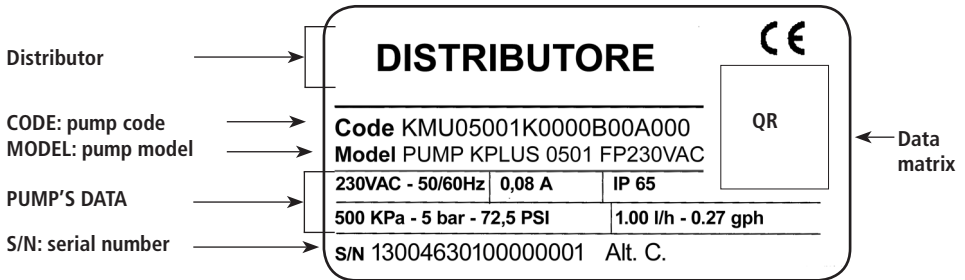 Distributor
DISTRIBUTORE
CE
QR
Data
matrix
CODE: pump code
MODEL: pump model
Code KMU05001K0000B00A000
Model PUMP KPLUS 0501 FP230VAC
PUMP'S DATA
230VAC - 50/60Hz 0,08 A IP 65
500 KPa - 5 bar - 72,5 PSI 1.00 l/h - 0.27 gph
S/N: serial number
S/N 13004630100000001 Alt. C.